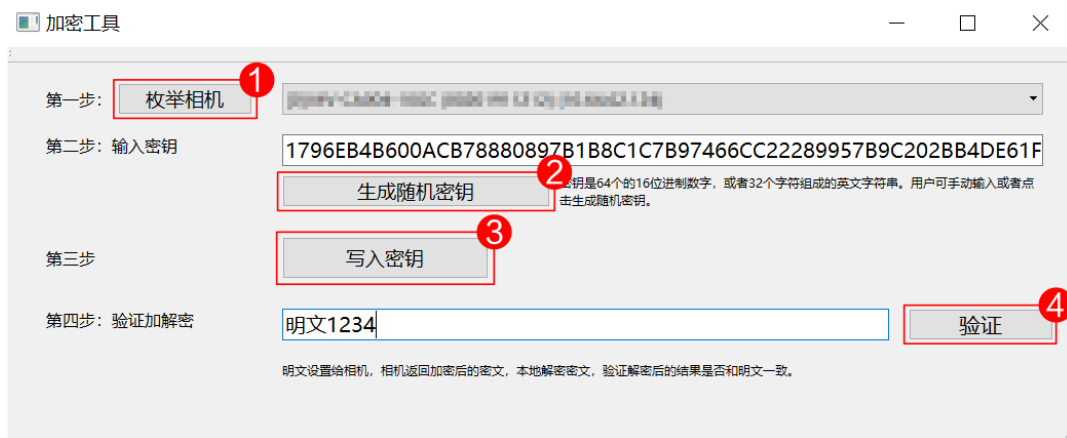 加密工具
1
第一步: 枚举相机
第二步: 输入密钥 1796EB4B600ACB78880897B1B8C1C7B97466CC22289957B9C202BB4DE61F
2
生成随机密钥 钥是64个的16位进制数字，或者32个字符组成的英文字符串。用户可手动输入或者点
击生成随机密钥。
3
第三步 写入密钥
4
第四步: 验证加解密 明文1234 验证
明文设置给相机，相机返回加密后的密文，本地解密密文，验证解密后的结果是否和明文一致。